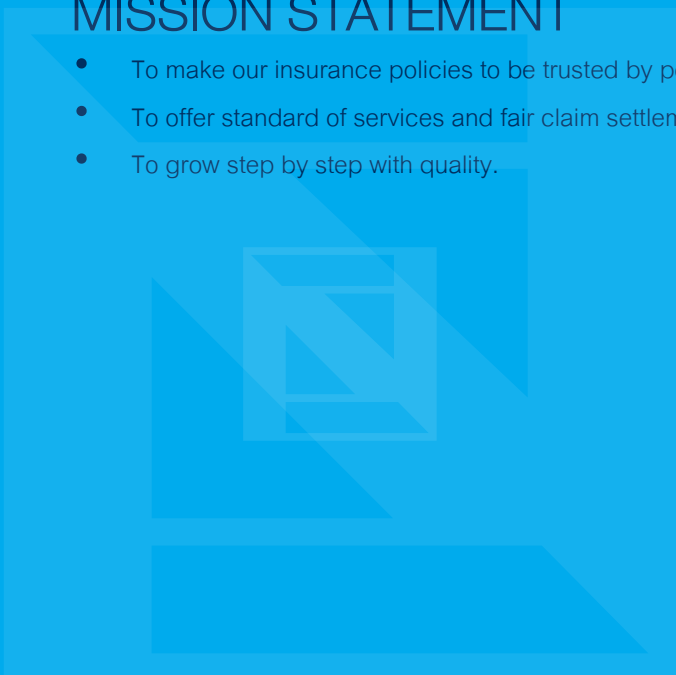 MISSION STATEMENT
• To make our insurance policies to be trusted by
• To offer standard of services and fair claim
• To grow step by step with quality.